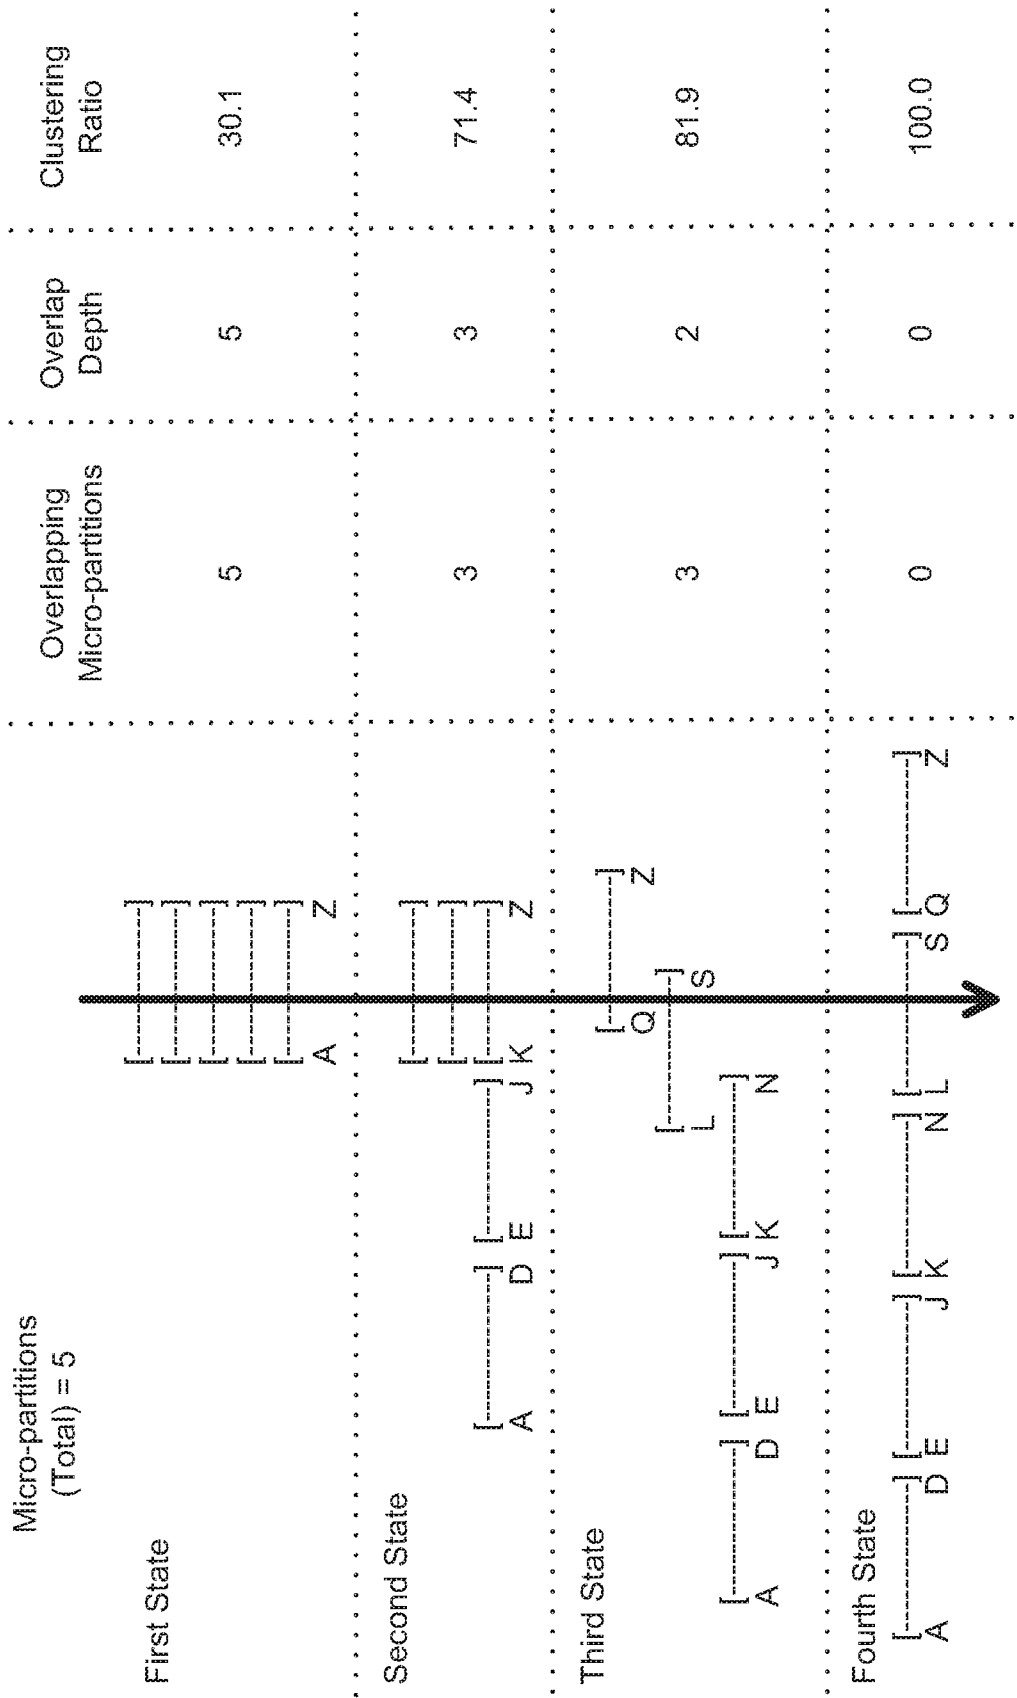 Micro-partitions
(Total) = 5
Overlapping
Micro-partitions
Overlap
Depth
Clustering
Ratio
First State
A
Z
5
5
30.1
Second State
A
D
E
J
K
Z
3
3
71.4
Third State
Q
Z
L
S
A
D
E
J
K
N
3
2
81.9
Fourth State
A
D
E
J
K
N
L
S
Q
Z
0
0
100.0